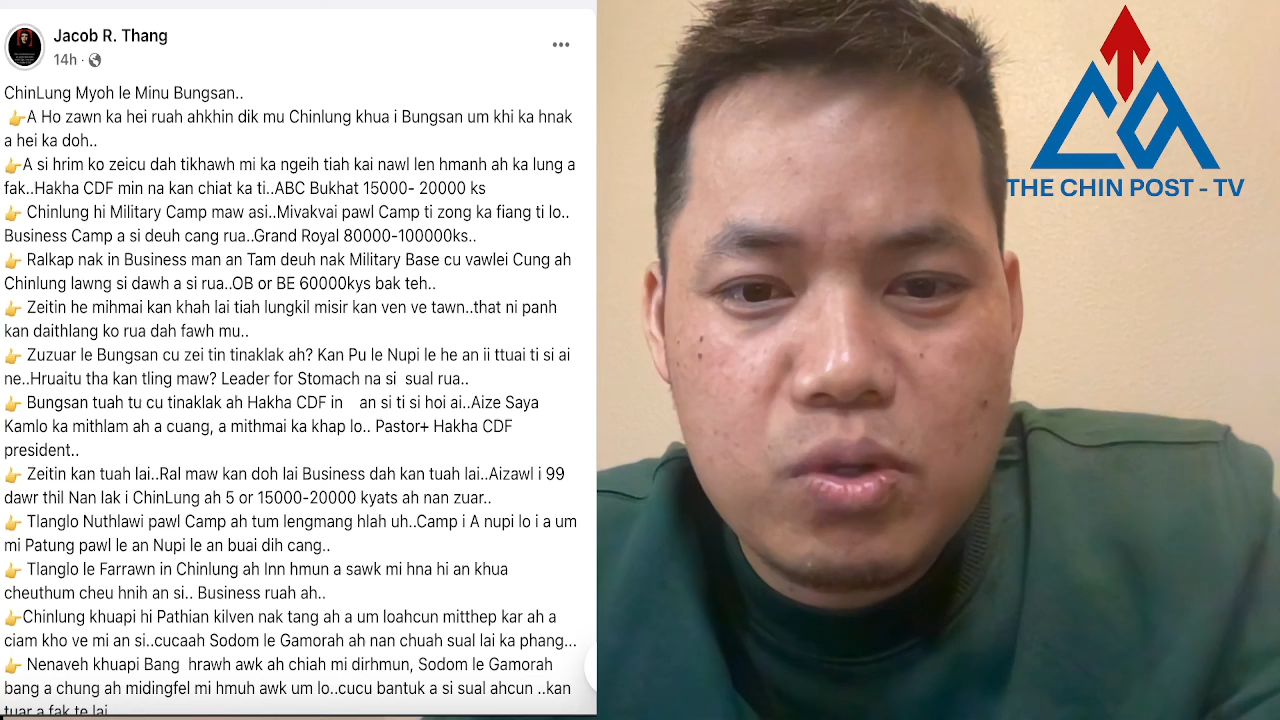 Jacob R. Thang
14h ·
ChinLung Myoh le Minu Bungsan..
👉A Ho zawn ka hei ruah ahkhin dik mu Chinlung khua i Bungsan um khi ka hnak
a hei ka doh..
👉A si hrim ko zeicu dah tikhawh mi ka ngeih tiah kai nawl len hmanh ah ka lung a
fak..Hakha CDF min na kan chiat ka ti..ABC Bukhat 15000- 20000 ks
👉 Chinlung hi Military Camp maw asi..Mivakvai pawl Camp ti zong ka fiang ti lo..
Business Camp a si deuh cang rua..Grand Royal 80000-100000ks..
👉 Ralkap nak in Business man an Tam deuh nak Military Base cu vawlei Cung ah
Chinlung lawng si dawh a si rua..OB or BE 60000kys bak teh..
👉 Zeitin he mihmai kan khah lai tiah lungkil misir kan ven ve tawn..that ni panh
kan daithlang ko rua dah fawh mu..
👉 Zuzuar le Bungsan cu zei tin tinaklak ah? Kan Pu le Nupi le he an ii ttuai ti si ai
ne..Hruaitu tha kan tling maw? Leader for Stomach na si sual rua..
👉 Bungsan tuah tu cu tinaklak ah Hakha CDF in an si ti si hoi ai..Aize Saya
Kamlo ka mithlam ah a cuang, a mithmai ka khap lo.. Pastor+ Hakha CDF
president..
👉 Zeitin kan tuah lai..Ral maw kan doh lai Business dah kan tuah lai..Aizawl i 99
dawr thil Nan lak i ChinLung ah 5 or 15000-20000 kyats ah nan zuar..
👉 Tlanglo Nuthlawi pawl Camp ah tum lengmang hlah uh..Camp i A nupi lo i a um
mi Patung pawl le an Nupi le an buai dih cang..
👉 Tlanglo le Farrawn in Chinlung ah Inn hmun a sawk mi hna hi an khua
cheuthum cheu hnih an si.. Business ruah ah..
👉Chinlung khuapi hi Pathian kilven nak tang ah a um loahcun mitthep kar ah a
ciam kho ve mi an si..cucaah Sodom le Gamorah ah nan chuah sual lai ka phang...
👉 Nenaveh khuapi Bang hrawh awk ah chiah mi dirhmun, Sodom le Gamorah
bang a chung ah midingfel mi hmuh awk um lo..cucu bantuk a si sual ahcun ..kan
tuar a fak te lai
THE CHIN POST - TV